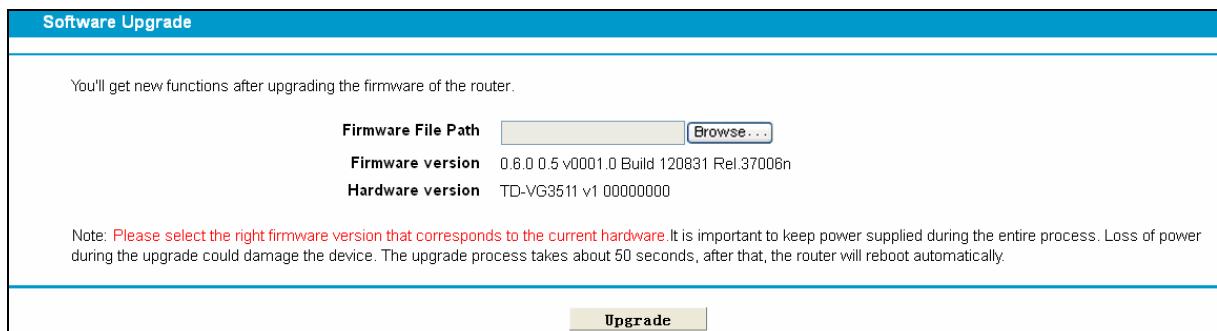 Software Upgrade
You'll get new functions after upgrading the firmware of the router.
Firmware File Path Browse...
Firmware version 0.6.0 0.5 v0001.0 Build 120831 Rel.37006n
Hardware version TD-VG3511 v1 00000000
Note: Please select the right firmware version that corresponds to the current hardware.It is important to keep power supplied during the entire process. Loss of power
during the upgrade could damage the device. The upgrade process takes about 50 seconds, after that, the router will reboot automatically.
Upgrade